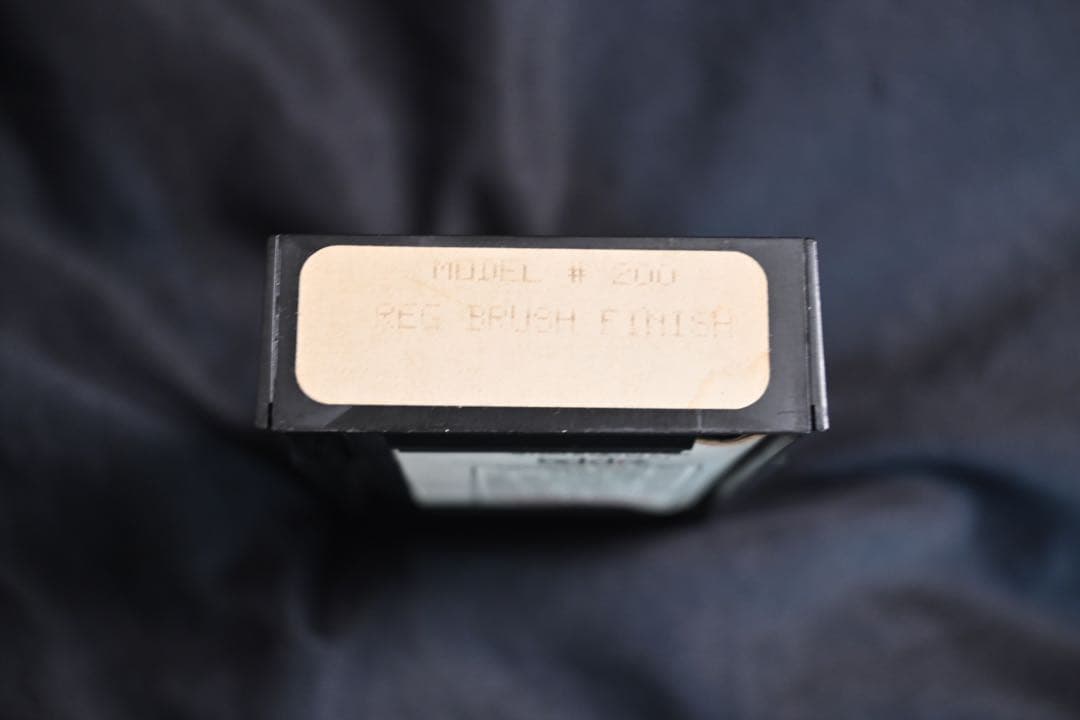 MODEL # 200
REG BRUSH FINISH